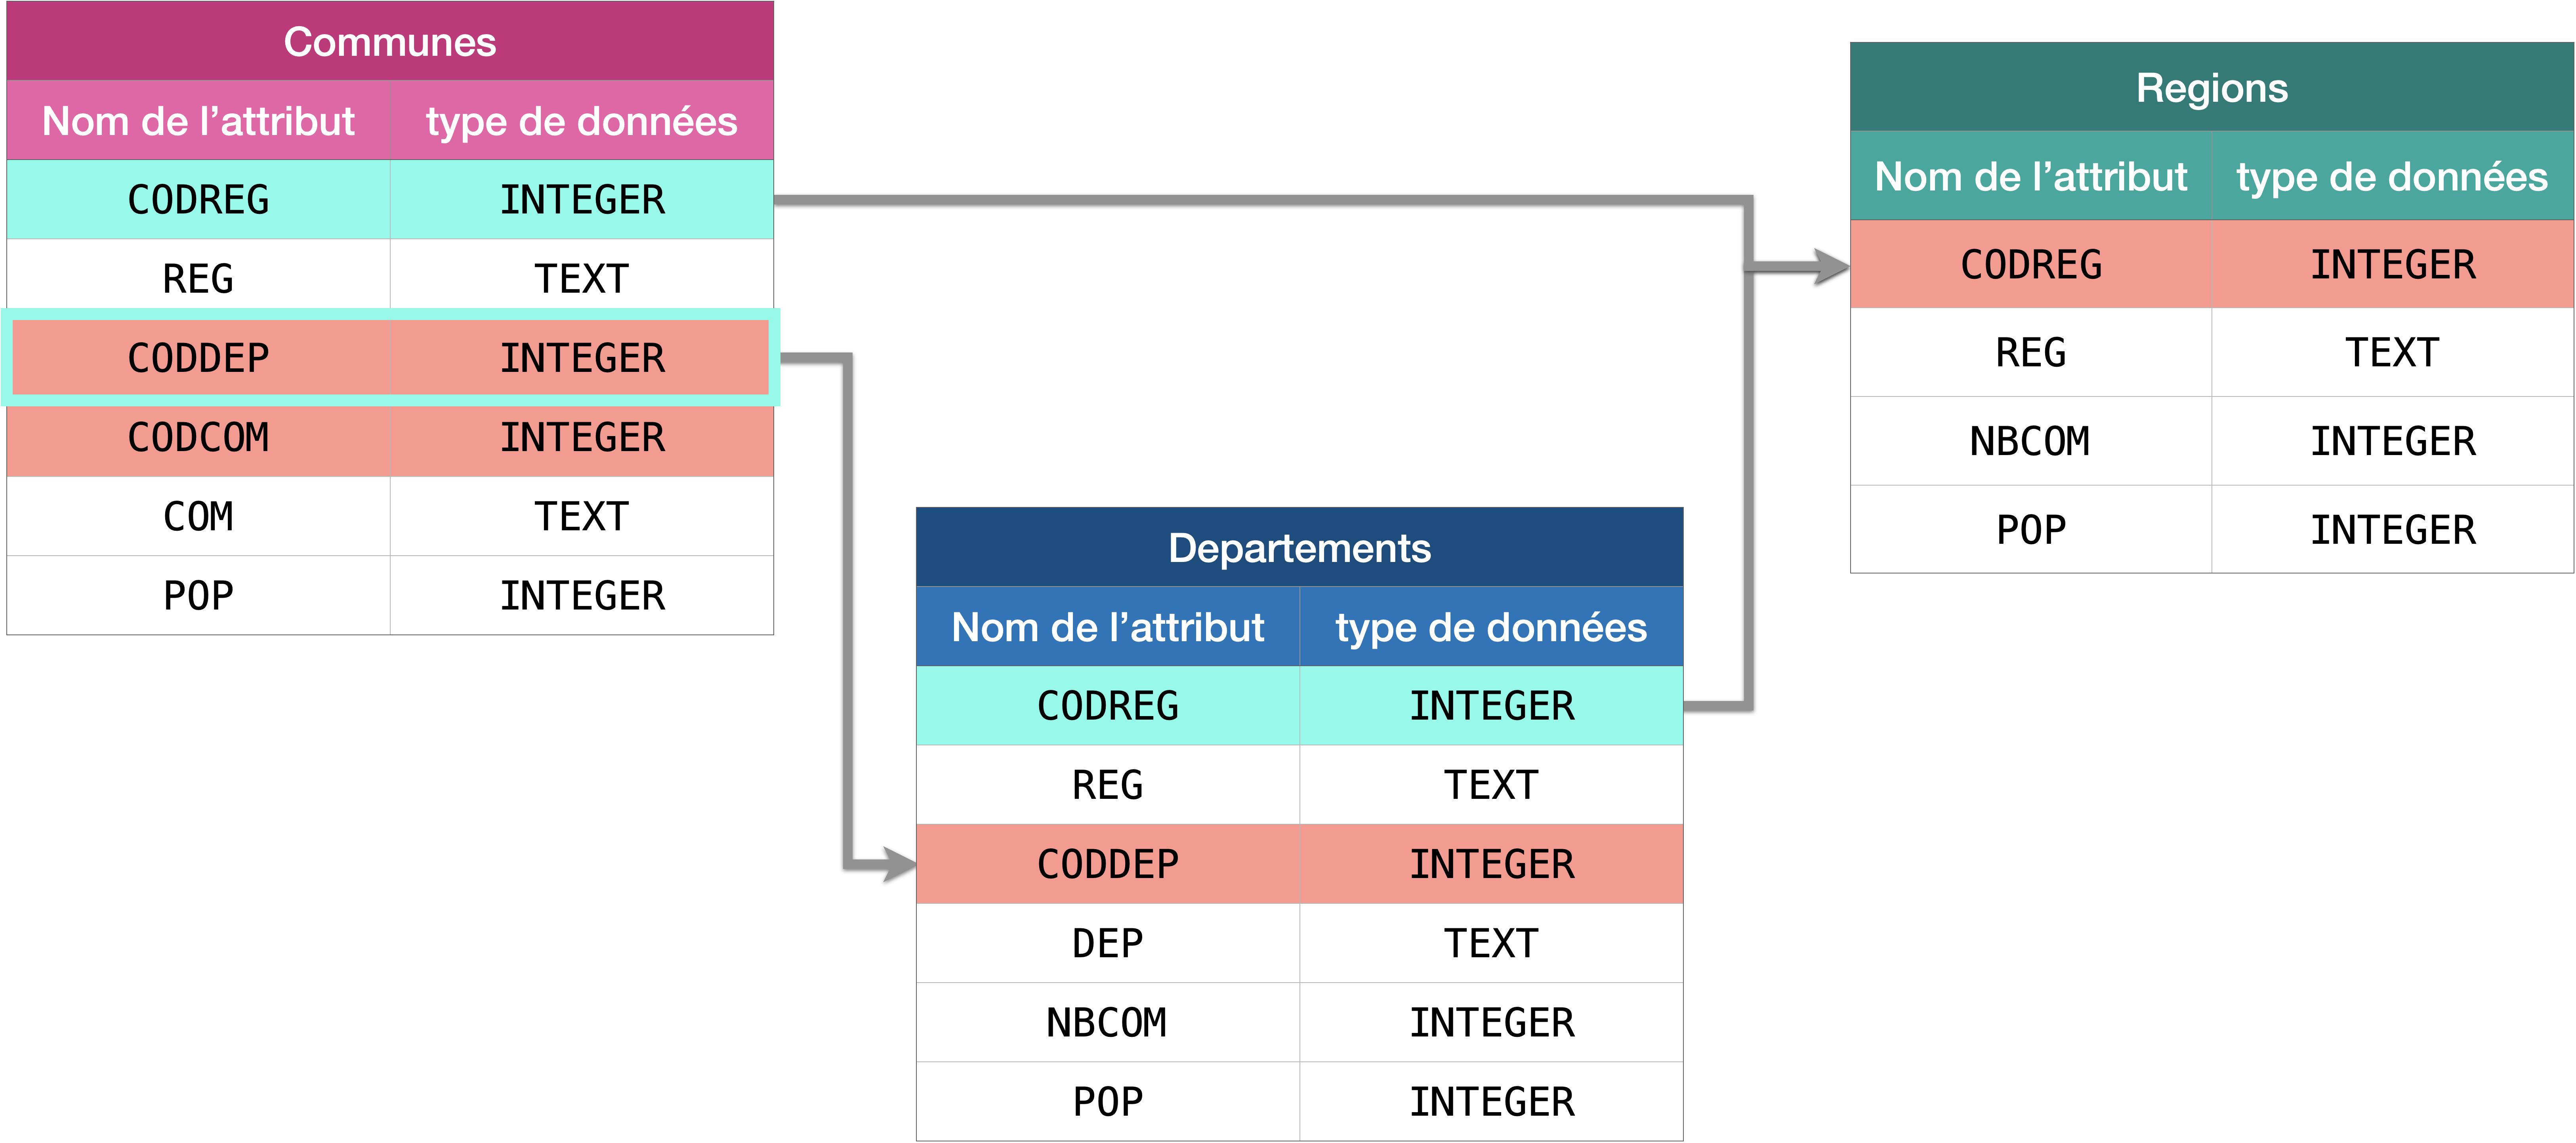 Communes
Nom de l’attribut type de données
CODREG INTEGER
REG TEXT
CODDEP INTEGER
CODCOM INTEGER
COM TEXT
POP INTEGER
Departements
Nom de l’attribut type de données
CODREG INTEGER
REG TEXT
CODDEP INTEGER
DEP TEXT
NBCOM INTEGER
POP INTEGER
Regions
Nom de l’attribut type de données
CODREG INTEGER
REG TEXT
NBCOM INTEGER
POP INTEGER